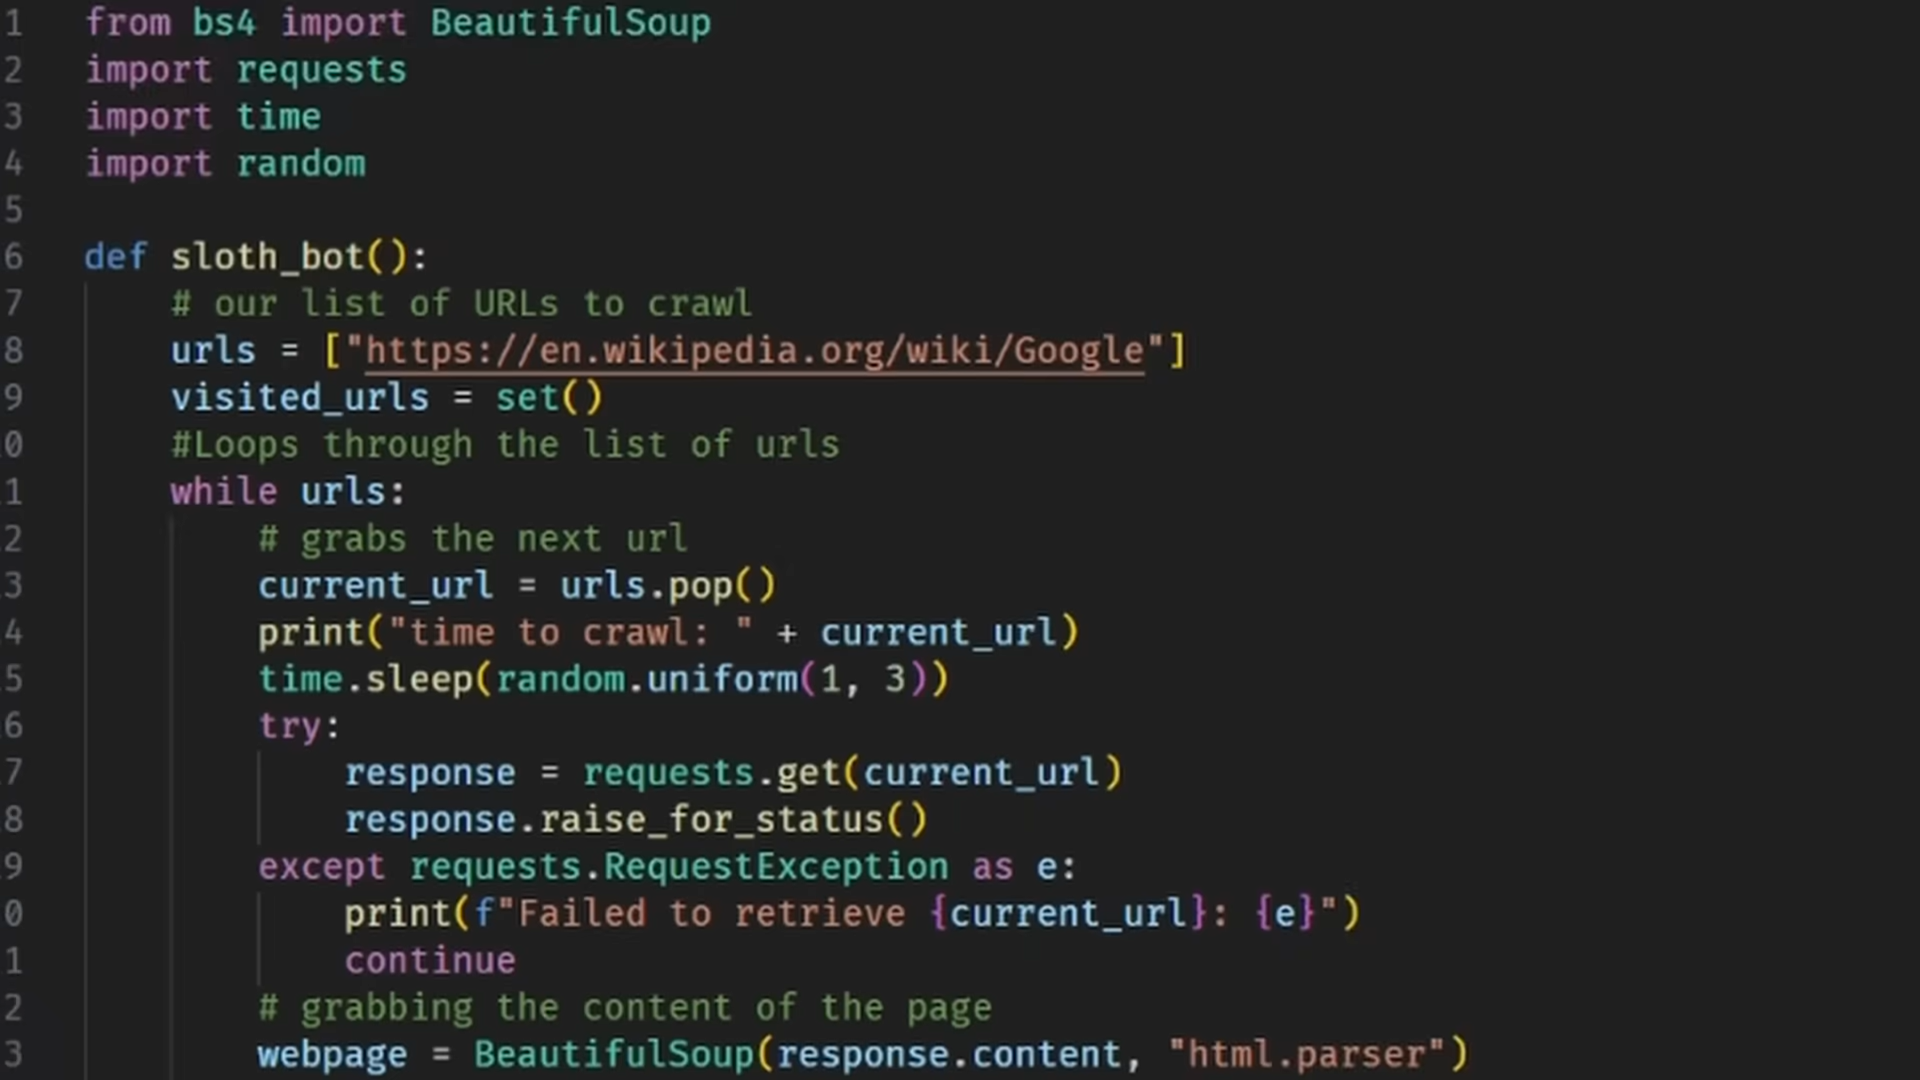 1 from bs4 import BeautifulSoup
2 import requests
3 import time
4 import random
5
6 def sloth_bot():
7     # our list of URLs to crawl
8     urls = ["https://en.wikipedia.org/wiki/Google"]
9     visited_urls = set()
0     #Loops through the list of urls
1     while urls:
2         # grabs the next url
3         current_url = urls.pop()
4         print("time to crawl: " + current_url)
5         time.sleep(random.uniform(1, 3))
6         try:
7             response = requests.get(current_url)
8             response.raise_for_status()
9         except requests.RequestException as e:
0             print(f"Failed to retrieve {current_url}: {e}")
1             continue
2         # grabbing the content of the page
3         webpage = BeautifulSoup(response.content, "html.parser")